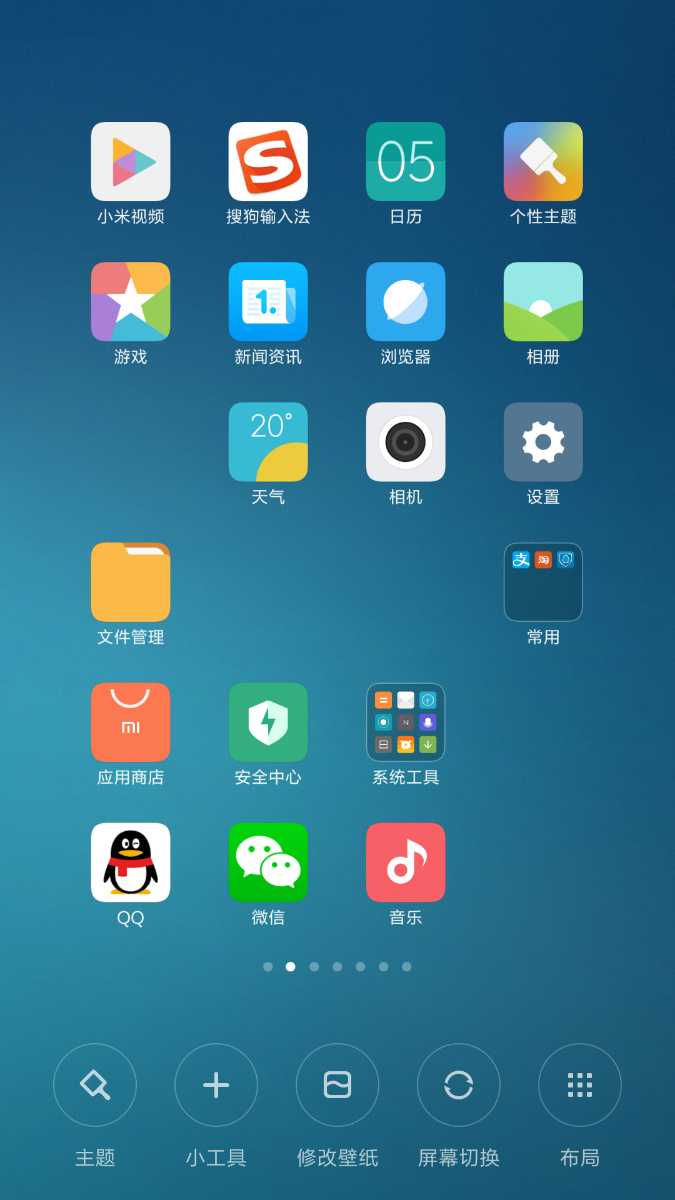 小米视频 搜狗输入法 05 日历 个性主题
游戏 1. 新闻资讯 浏览器 相册
20° 天气 相机 设置
文件管理 支 淘 常用
mi 应用商店 安全中心 系统工具
QQ 微信 音乐
主题 小工具 修改壁纸 屏幕切换 布局